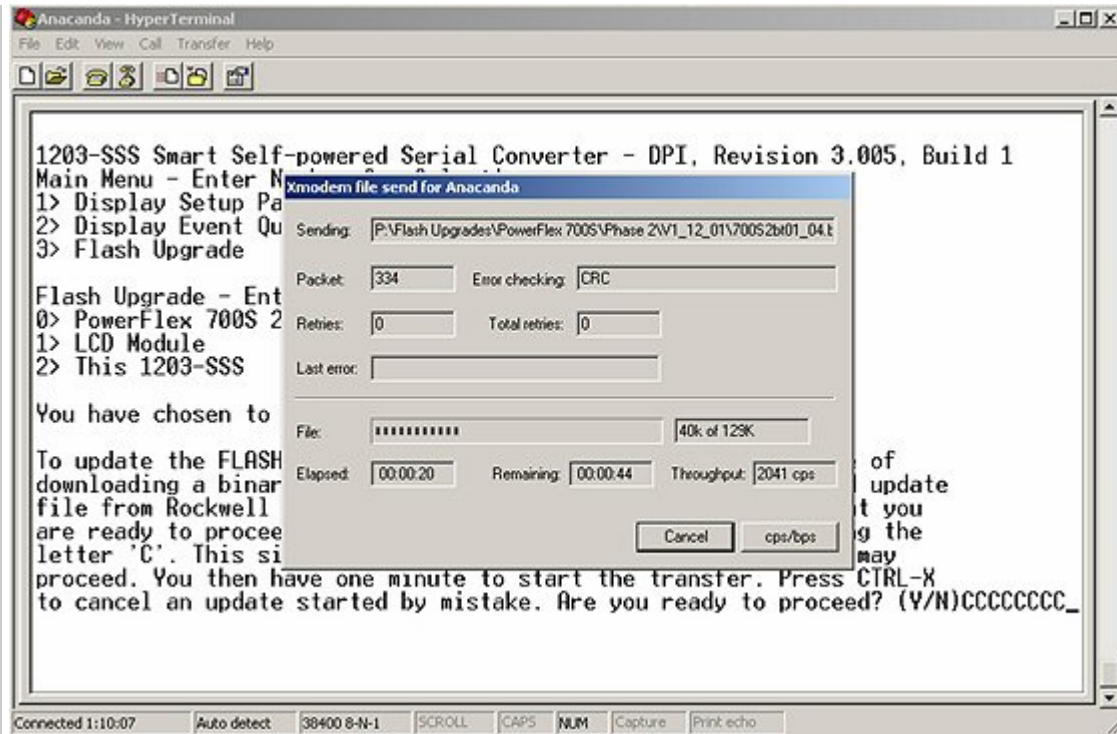 Anacanda - HyperTerminal
File Edit View Call Transfer Help
1203-SSS Smart Self-powered Serial Converter - DPI, Revision 3.005, Build 1
Main Menu - Enter
1> Display Setup Pa
2> Display Event Qu
3> Flash Upgrade
Flash Upgrade - Ent
0> PowerFlex 700S 2
1> LCD Module
2> This 1203-SSS
You have chosen to
To update the FLASH of
downloading a binar update
file from Rockwell t you
are ready to procee g the
letter 'C'. This si may
proceed. You then have one minute to start the transfer. Press CTRL-X
to cancel an update started by mistake. Are you ready to proceed? (Y/N)CCCCCCCCC_
Xmodem file send for Anacanda
Sending: P:\Flash Upgrades\PowerFlex 700S\Phase 2\V1_12_01\700S2bt01_04.b
Packet: 334 Error checking: CRC
Retries: 0 Total retries: 0
Last error:
File: 40k of 129K
Elapsed: 00:00:20 Remaining: 00:00:44 Throughput: 2041 cps
Cancel cps/bps
Connected 1:10:07 Auto detect 38400 8-N-1 SCROLL CAPS NUM Capture Print echo